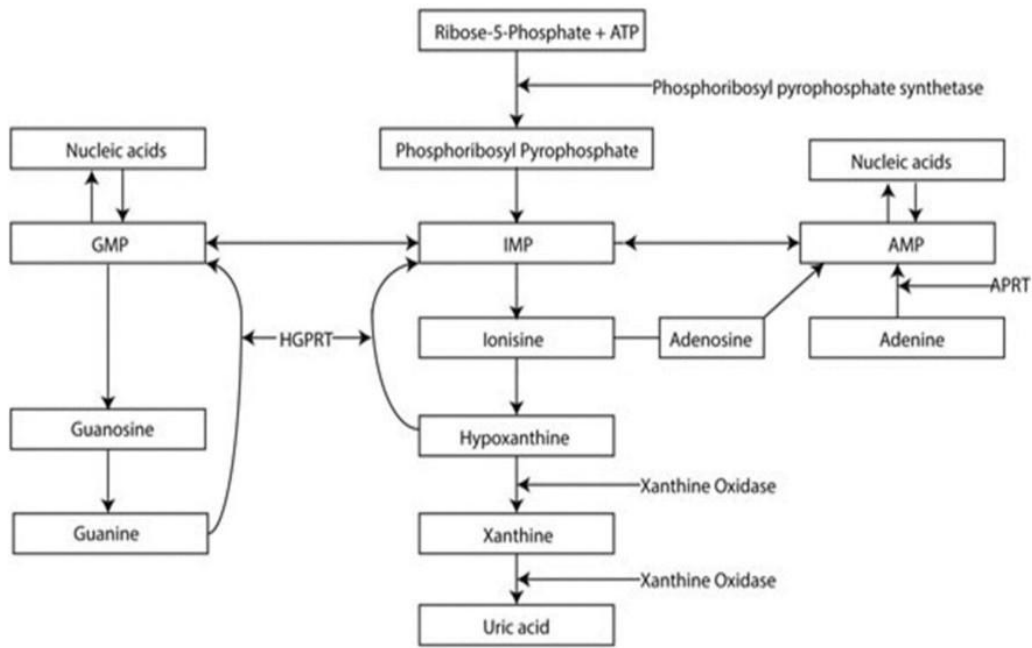 Ribose-5-Phosphate + ATP
Phosphoribosyl pyrophosphate synthetase
Nucleic acids
Phosphoribosyl Pyrophosphate
Nucleic acids
GMP
IMP
AMP
APRT
HGPRT
Ionisine
Adenosine
Adenine
Guanosine
Hypoxanthine
Xanthine Oxidase
Guanine
Xanthine
Xanthine Oxidase
Uric acid